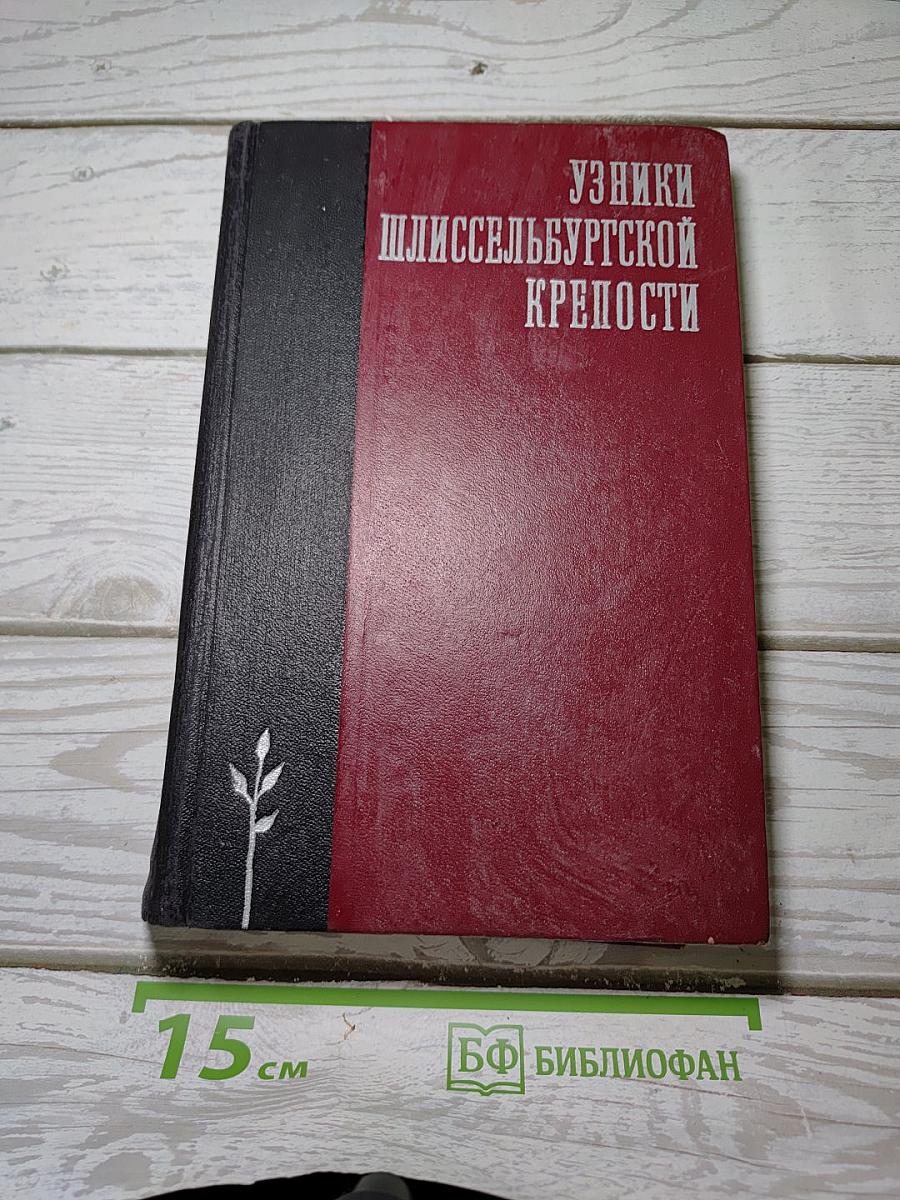 УЗНИКИ
ШЛИССЕЛЬБУРГСКОЙ
КРЕПОСТИ
15 см
БФ БИБЛИОФАН